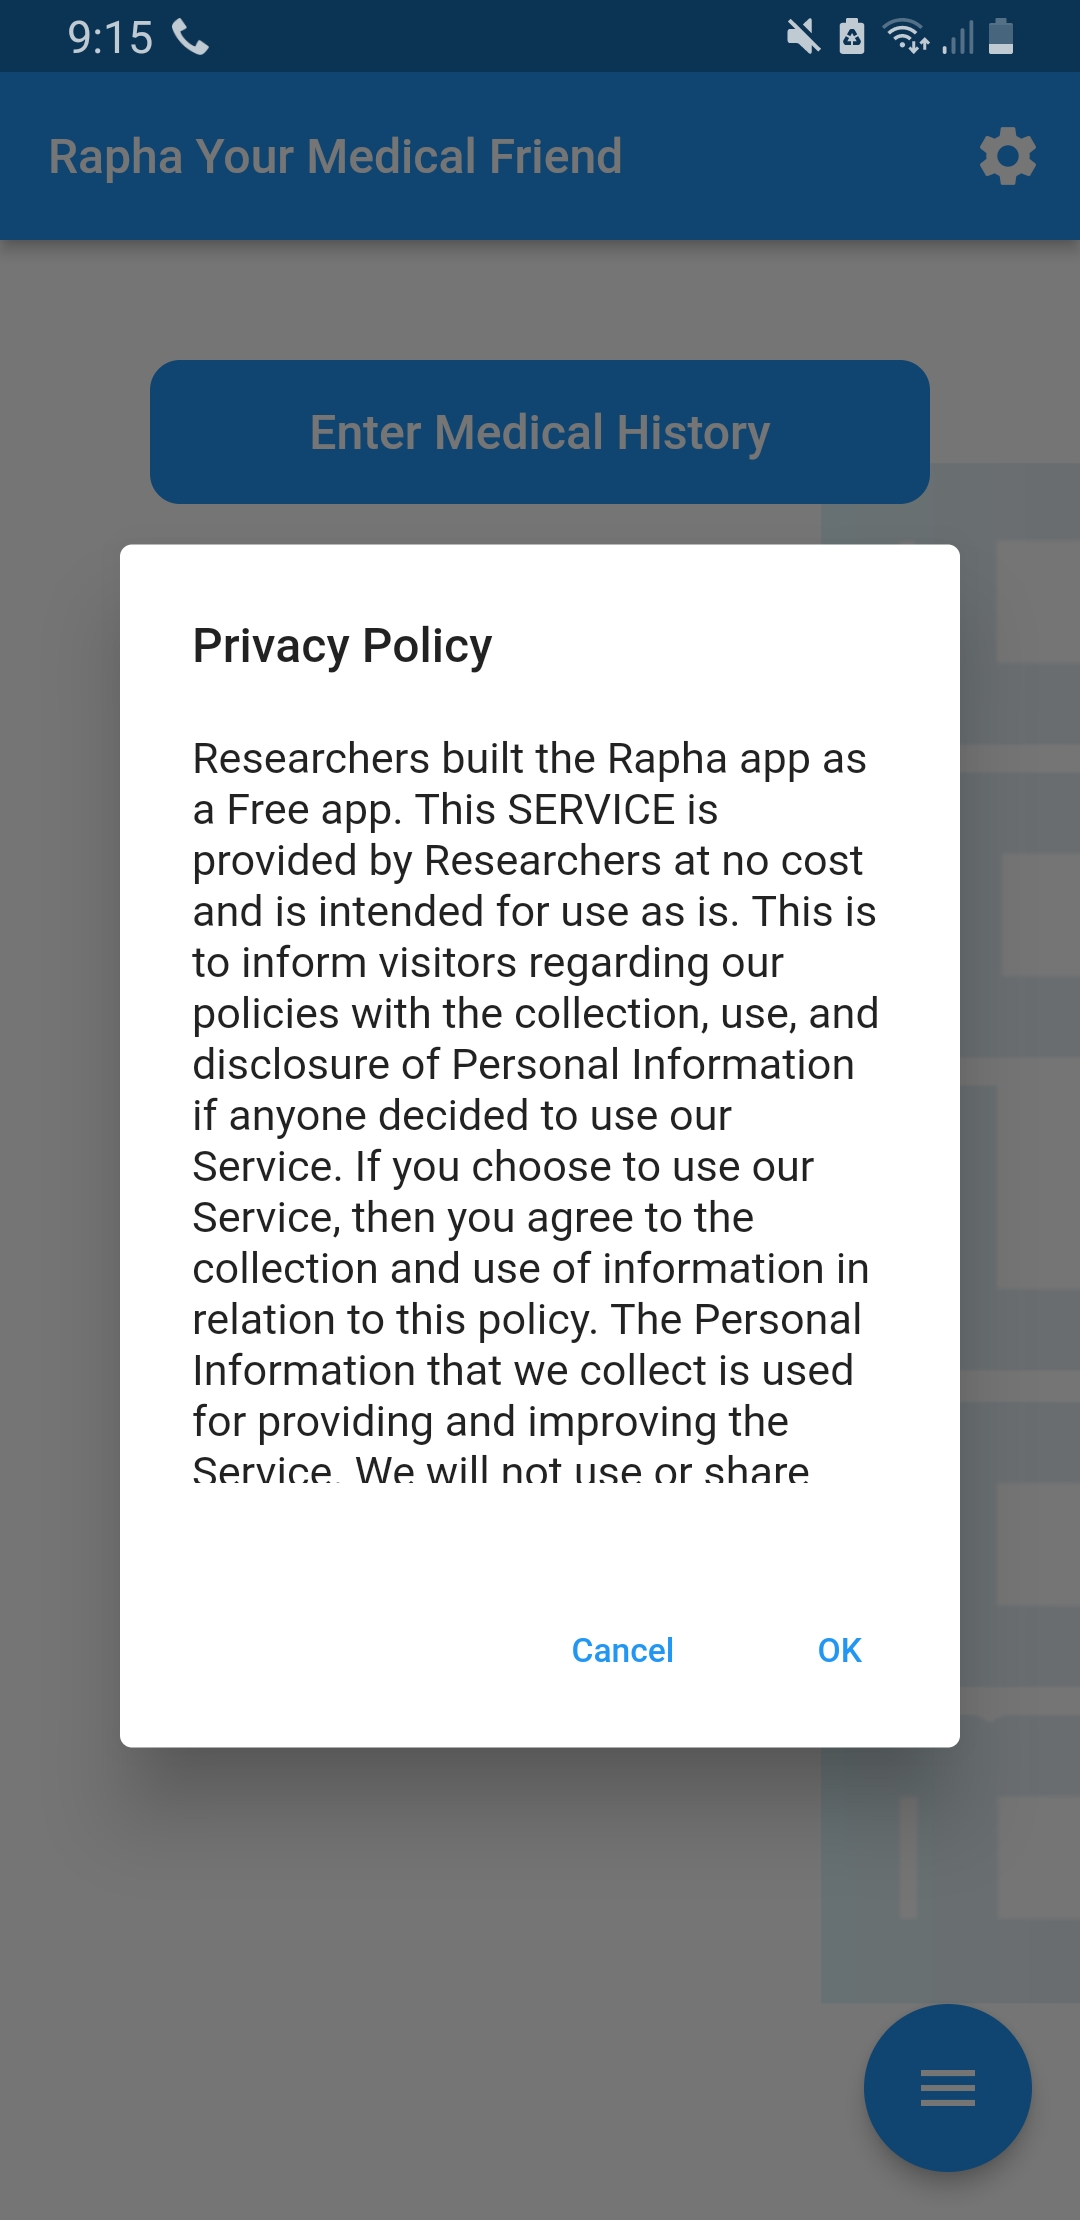 9:15
Rapha Your Medical Friend
Enter Medical History
Privacy Policy
Researchers built the Rapha app as
a Free app. This SERVICE is
provided by Researchers at no cost
and is intended for use as is. This is
to inform visitors regarding our
policies with the collection, use, and
disclosure of Personal Information
if anyone decided to use our
Service. If you choose to use our
Service, then you agree to the
collection and use of information in
relation to this policy. The Personal
Information that we collect is used
for providing and improving the
Service. We will not use or share
Cancel
OK